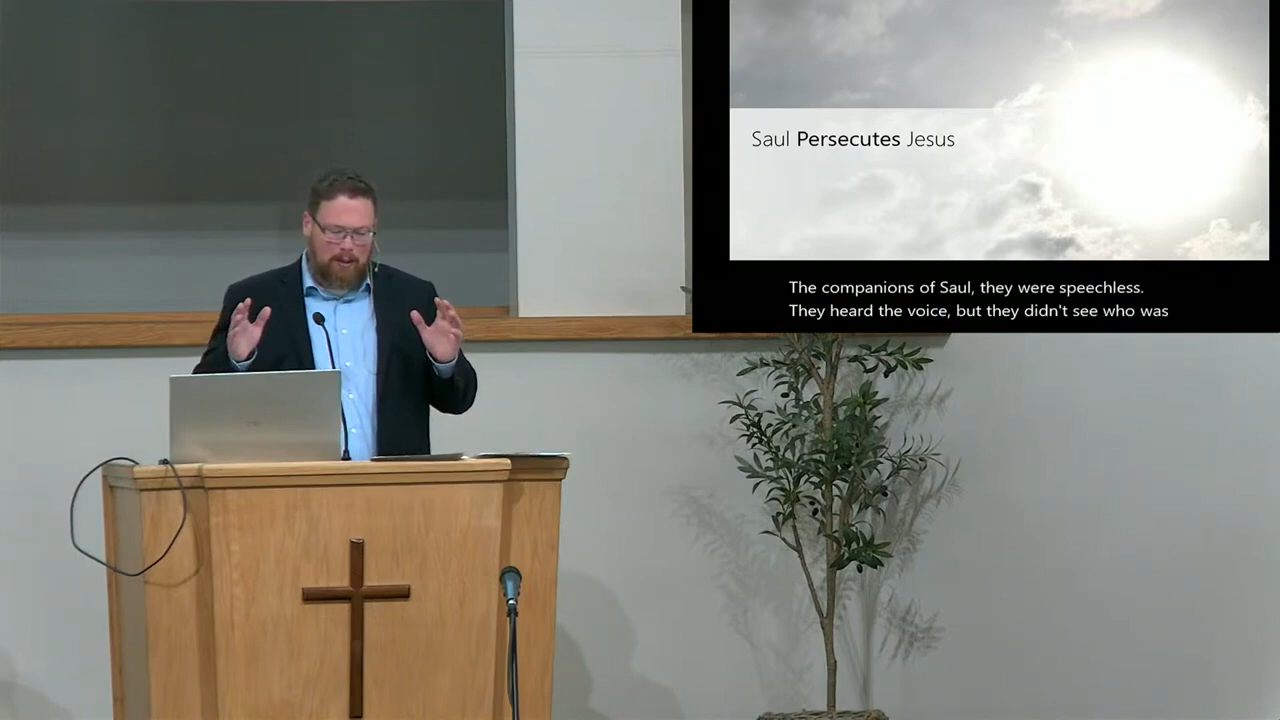 Saul Persecutes Jesus
The companions of Saul, they were speechless.
They heard the voice, but they didn't see who was